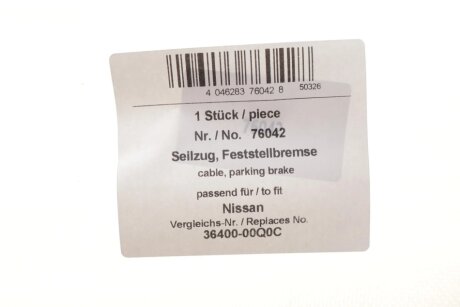 4 046283 76042 8 50326
1 Stück / piece
Nr. / No. 76042
Seilzug, Feststellbremse
cable, parking brake
passend für / to fit
Nissan
Vergleichs-Nr. / Replaces No.
36400-00Q0C